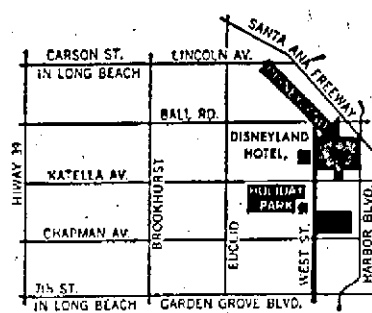 SANTA ANA FREEWAY
CARSON ST.
IN LONG BEACH
LINCOLN AV.
BALL RD.
DISNEYLAND
HOTEL,
HIWAY 39
KATELLA AV.
BROOKHURST
HOLIDAY
PARK
CHAPMAN AV.
EUCLID
WEST ST.
HARBOR BLVD.
7th ST.
IN LONG BEACH
GARDEN GROVE BLVD.